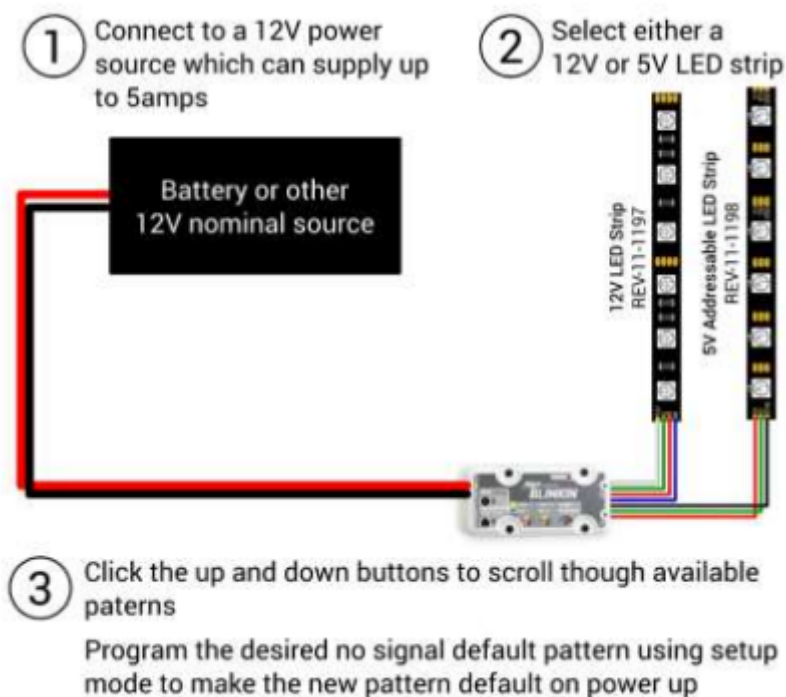 1
Connect to a 12V power
source which can supply up
to 5amps
2
Select either a
12V or 5V LED strip
Battery or other
12V nominal source
12V LED Strip
REV-11-1197
5V Addressable LED Strip
REV-11-1198
BLINKIN
3
Click the up and down buttons to scroll though available
paterns
Program the desired no signal default pattern using setup
mode to make the new pattern default on power up